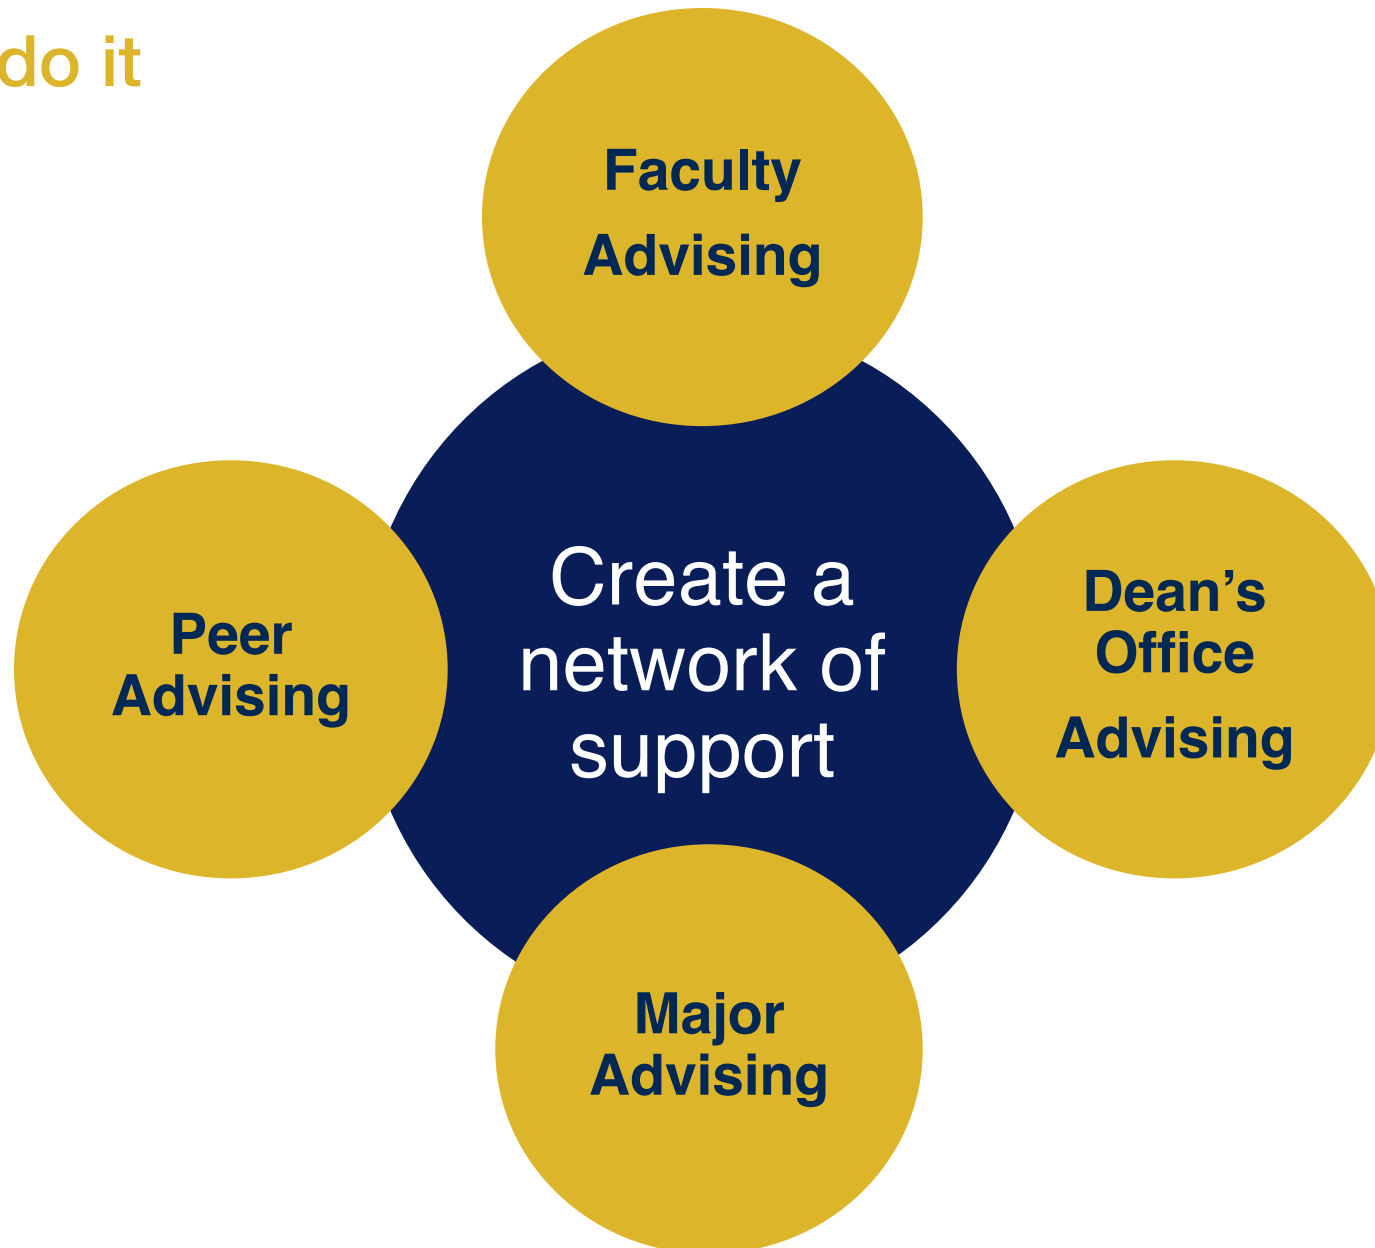 do it
Faculty
Advising
Peer
Advising
Create a
network of
support
Dean’s
Office
Advising
Major
Advising